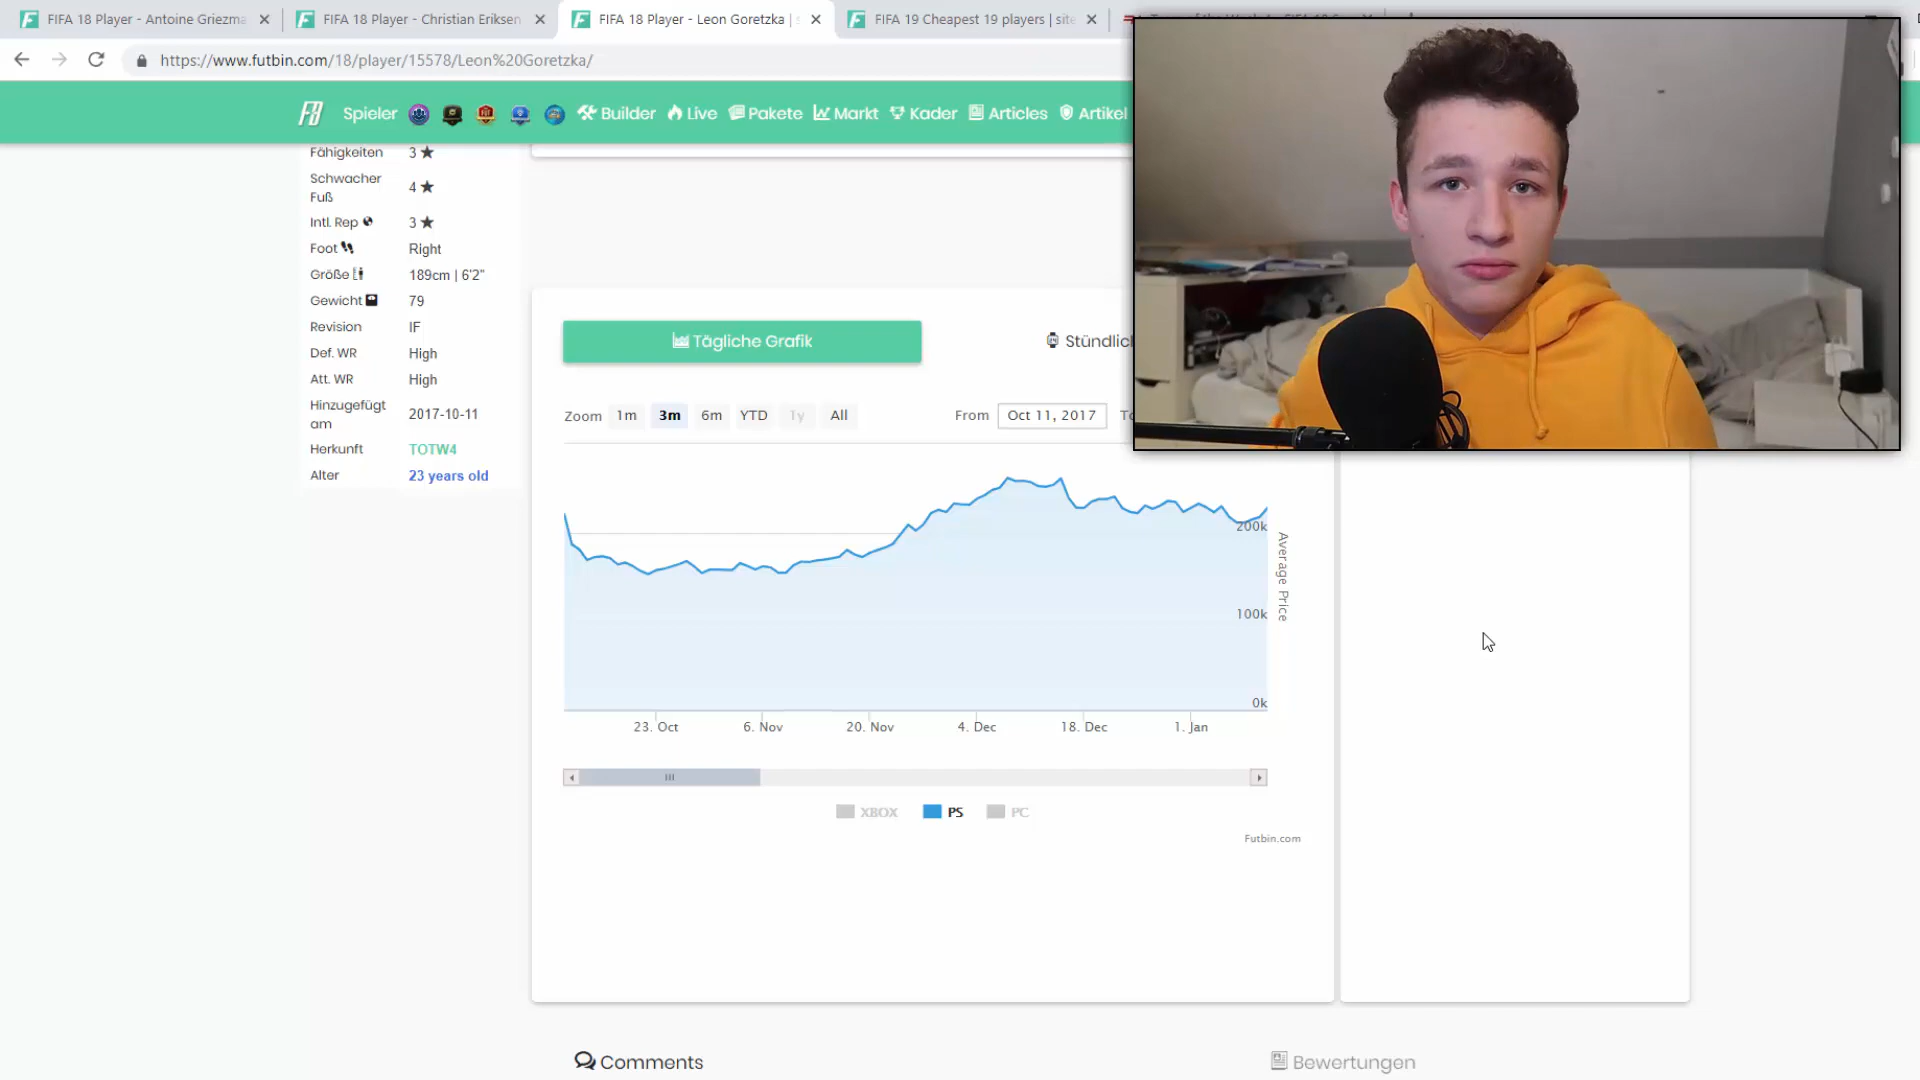 FIFA 18 Player - Antoine Griezma
FIFA 18 Player - Christian Eriksen
FIFA 18 Player - Leon Goretzka | s
FIFA 19 Cheapest 19 players | site
https://www.futbin.com/18/player/15578/Leon%20Goretzka/
Spieler Builder Live Pakete Markt Kader Articles Artikel
Fähigkeiten 3 ★
Schwacher Fuß 4 ★
Intl. Rep 3 ★
Foot Right
Größe 189cm | 6'2"
Gewicht 79
Revision IF
Def. WR High
Att. WR High
Hinzugefügt am 2017-10-11
Herkunft TOTW4
Alter 23 years old
Tägliche Grafik
Stündlic
Zoom 1m 3m 6m YTD 1y All
From Oct 11, 2017 To
200k
100k
0k
Average Price
23. Oct 6. Nov 20. Nov 4. Dec 18. Dec 1. Jan
XBOX PS PC
Futbin.com
Comments
Bewertungen